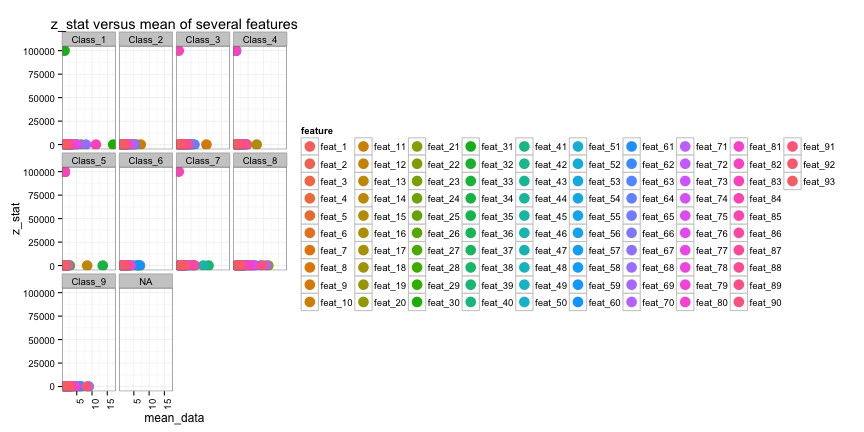 z_stat versus mean of several features
Class_1 Class_2 Class_3 Class_4
100000
75000
50000
25000
0
Class_5 Class_6 Class_7 Class_8
100000
75000
50000
25000
0
Class_9 NA
100000
75000
50000
25000
0
5 10 15 5 10 15
mean_data
z_stat
feature
feat_1 feat_11 feat_21 feat_31 feat_41 feat_51 feat_61 feat_71 feat_81 feat_91
feat_2 feat_12 feat_22 feat_32 feat_42 feat_52 feat_62 feat_72 feat_82 feat_92
feat_3 feat_13 feat_23 feat_33 feat_43 feat_53 feat_63 feat_73 feat_83 feat_93
feat_4 feat_14 feat_24 feat_34 feat_44 feat_54 feat_64 feat_74 feat_84
feat_5 feat_15 feat_25 feat_35 feat_45 feat_55 feat_65 feat_75 feat_85
feat_6 feat_16 feat_26 feat_36 feat_46 feat_56 feat_66 feat_76 feat_86
feat_7 feat_17 feat_27 feat_37 feat_47 feat_57 feat_67 feat_77 feat_87
feat_8 feat_18 feat_28 feat_38 feat_48 feat_58 feat_68 feat_78 feat_88
feat_9 feat_19 feat_29 feat_39 feat_49 feat_59 feat_69 feat_79 feat_89
feat_10 feat_20 feat_30 feat_40 feat_50 feat_60 feat_70 feat_80 feat_90